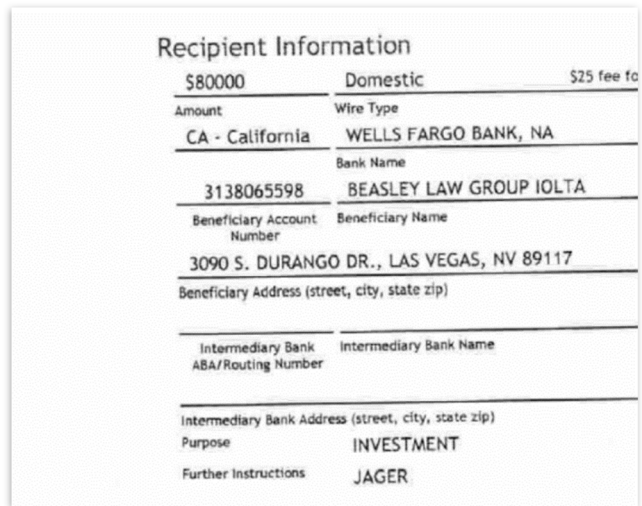 Recipient Information
$80000 Domestic $25 fee fo
Amount Wire Type
CA - California WELLS FARGO BANK, NA
Bank Name
3138065598 BEASLEY LAW GROUP IOLTA
Beneficiary Account Beneficiary Name
Number
3090 S. DURANGO DR., LAS VEGAS, NV 89117
Beneficiary Address (street, city, state zip)
Intermediary Bank Intermediary Bank Name
ABA/Routing Number
Intermediary Bank Address (street, city, state zip)
Purpose INVESTMENT
Further Instructions JAGER